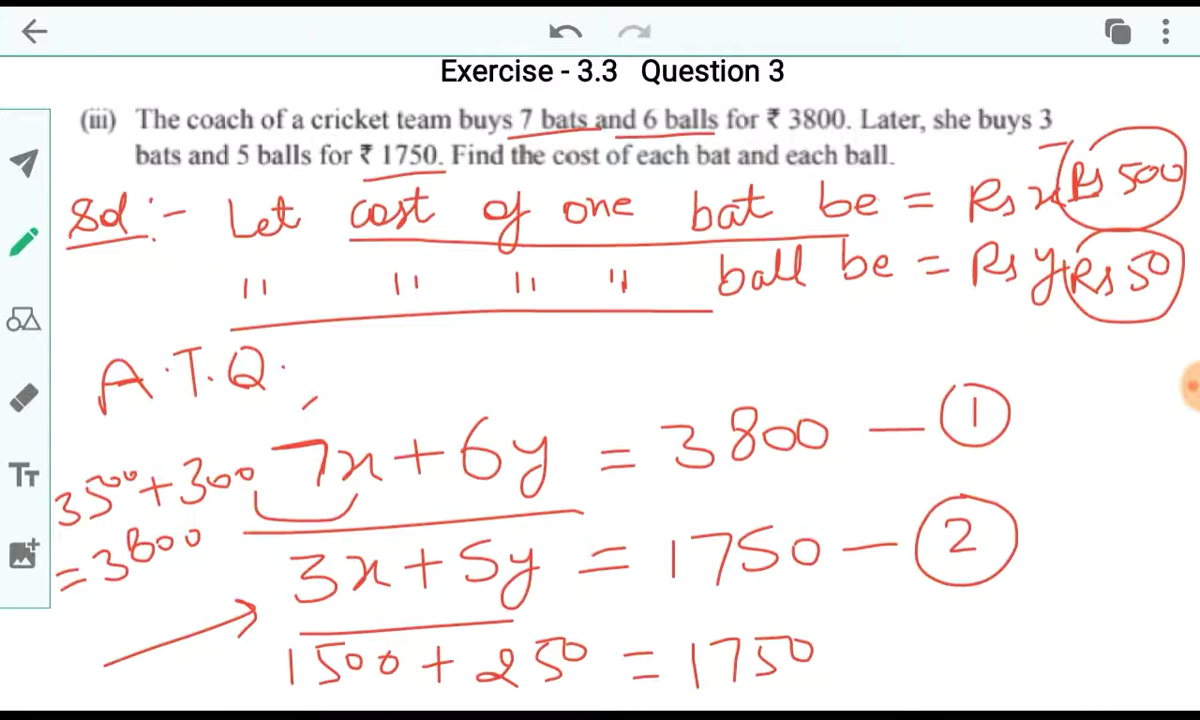 Exercise - 3.3 Question 3
(iii) The coach of a cricket team buys 7 bats and 6 balls for ₹ 3800. Later, she buys 3
bats and 5 balls for ₹ 1750. Find the cost of each bat and each ball.
Sol :- Let cost of one bat be = Rs x Rs 500
" " " " ball be = Rs y Rs 50
A.T.Q.
7x + 6y = 3800 - 1
3500 + 300
= 3800
3x + 5y = 1750 - 2
1500 + 250 = 1750
Tт